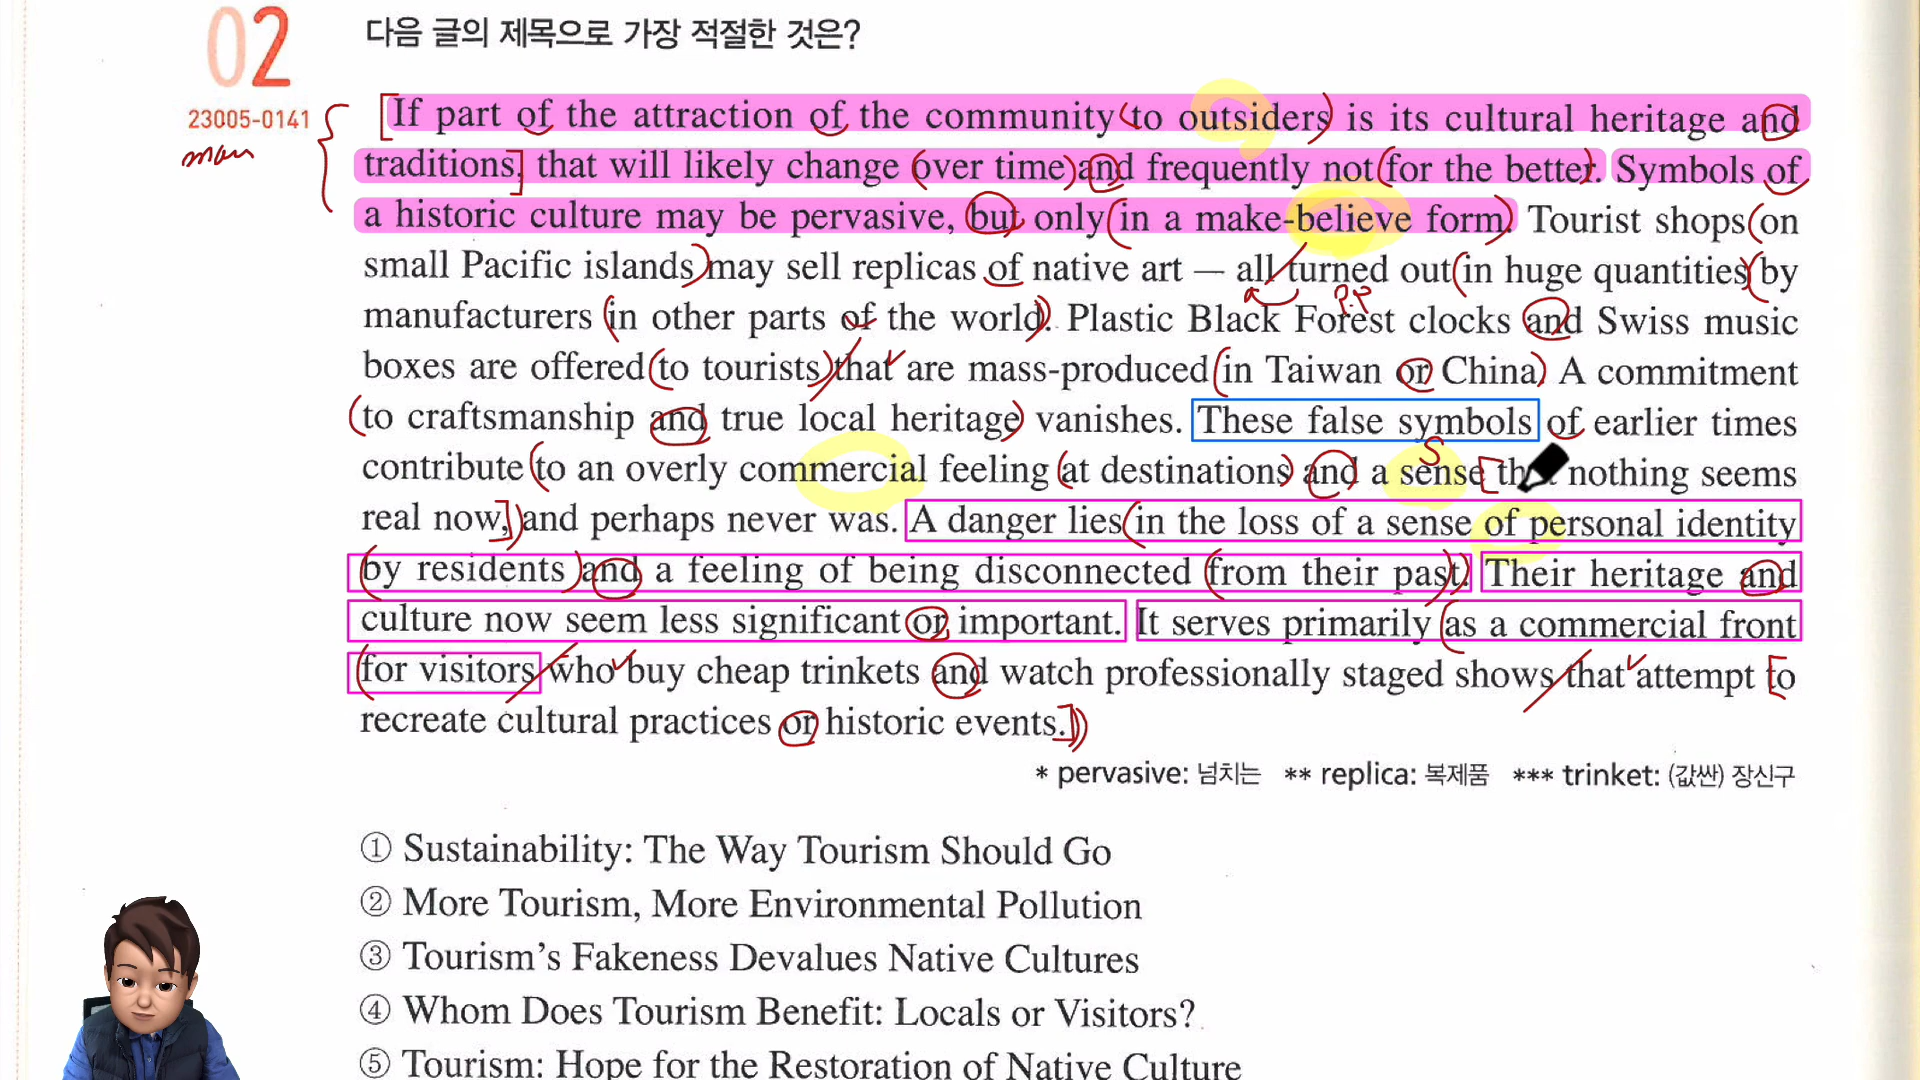 02
다음 글의 제목으로 가장 적절한 것은?
23005-0141
If part of the attraction of the community to outsiders is its cultural heritage and
traditions, that will likely change over time and frequently not for the better. Symbols of
a historic culture may be pervasive, but only in a make-believe form. Tourist shops on
small Pacific islands may sell replicas of native art — all turned out in huge quantities by
P.P
manufacturers in other parts of the world. Plastic Black Forest clocks and Swiss music
boxes are offered to tourists that are mass-produced in Taiwan or China. A commitment
to craftsmanship and true local heritage vanishes. These false symbols of earlier times
S
contribute to an overly commercial feeling at destinations and a sense nothing seems
real now, and perhaps never was. A danger lies in the loss of a sense of personal identity
by residents and a feeling of being disconnected from their past. Their heritage and
culture now seem less significant or important. It serves primarily as a commercial front
for visitors who buy cheap trinkets and watch professionally staged shows that attempt to
recreate cultural practices or historic events.
* pervasive: 넘치는 ** replica: 복제품 *** trinket: (값싼) 장신구
① Sustainability: The Way Tourism Should Go
② More Tourism, More Environmental Pollution
③ Tourism's Fakeness Devalues Native Cultures
④ Whom Does Tourism Benefit: Locals or Visitors?
⑤ Tourism: Hope for the Restoration of Native Culture